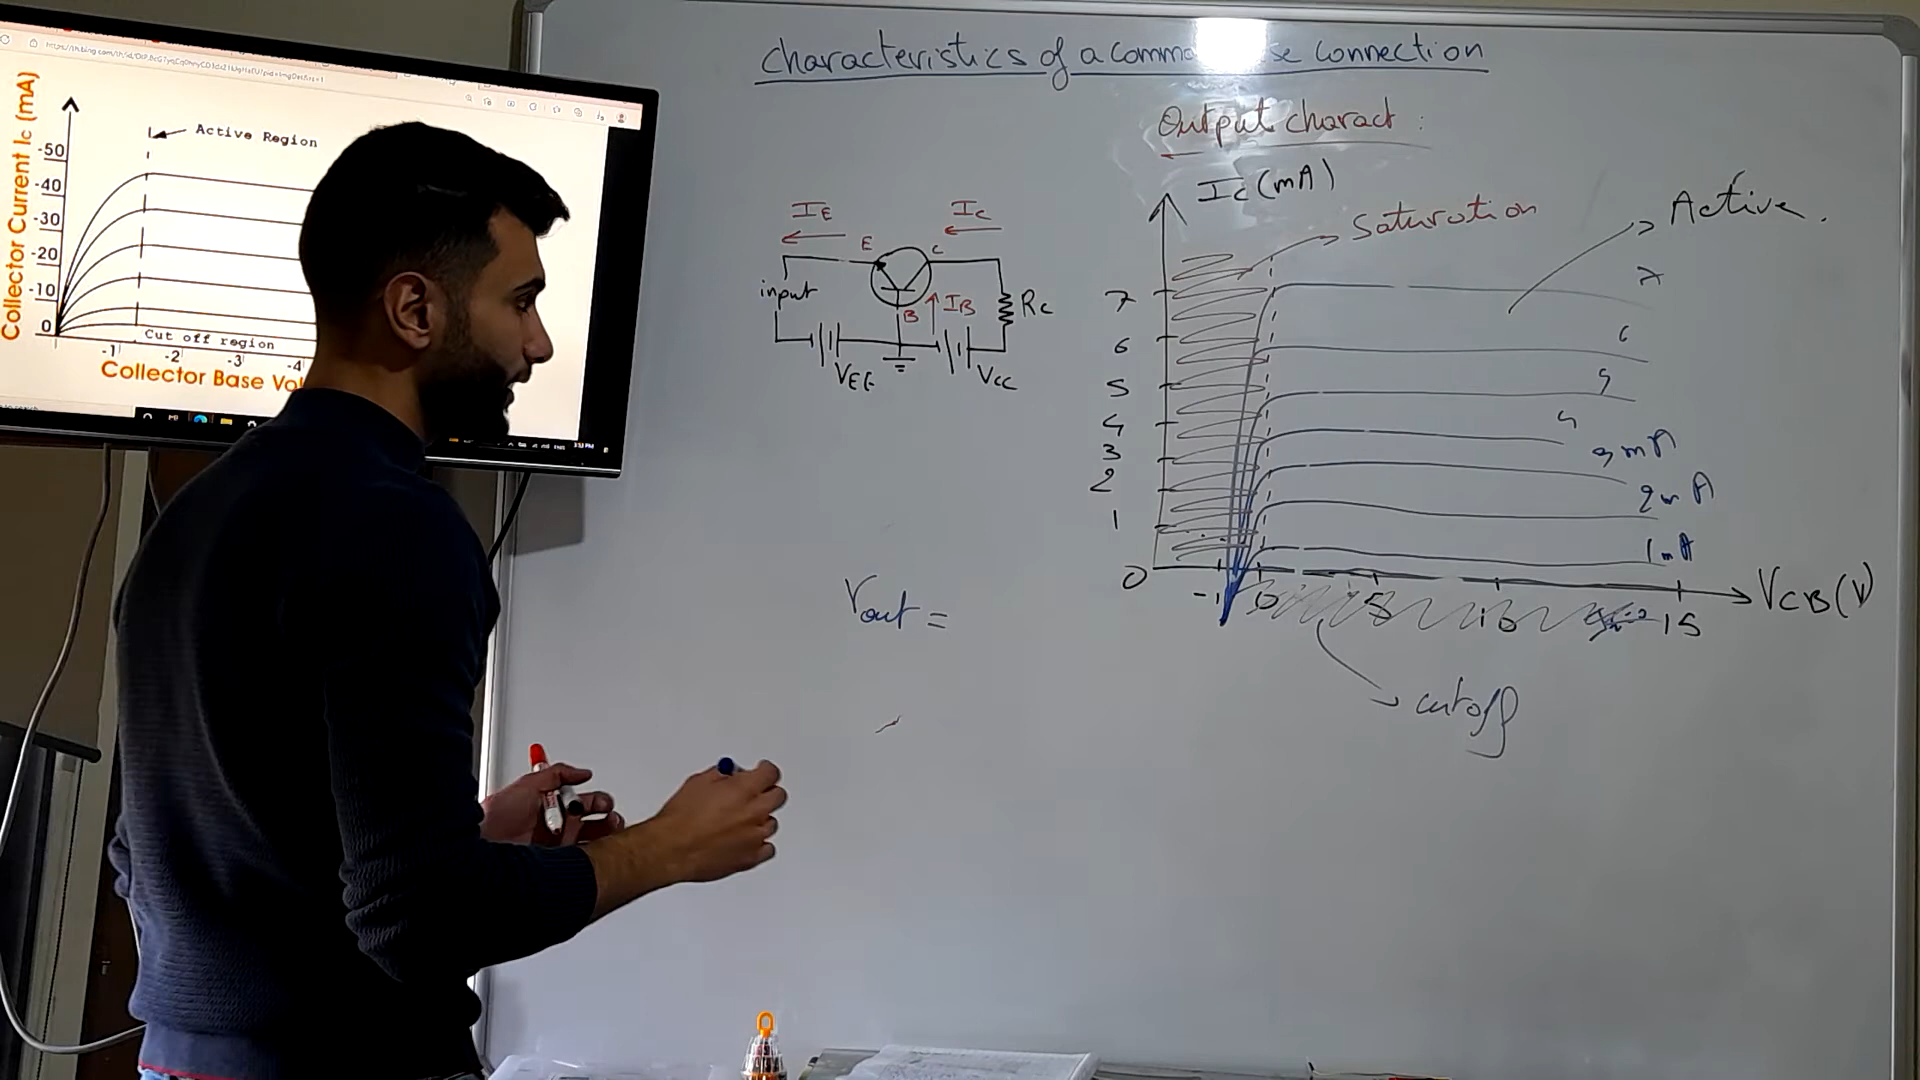 characteristics of a common base connection
Output charact :
Ic (mA)
Saturation
Active.
7
6
5
4
3
2
1
0
7
6
5
4
3 mA
2 mA
1 mA
-1 0 5 10 15
VCB (V)
cutoff
IE
Ic
E
C
input
B
IB
Rc
VEE
Vcc
rout =
Collector Current Ic (mA)
Active Region
-50
-40
-30
-20
-10
0
Cut off region
-1 -2 -3 -4
Collector Base Vol